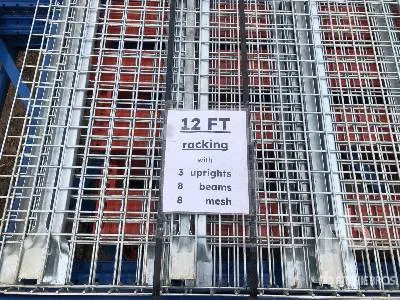 12 FT
racking
with
3 uprights
8 beams
8 mesh